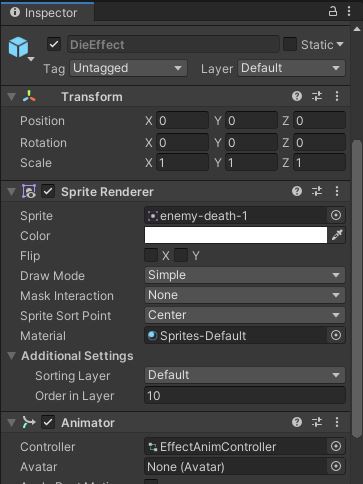 Inspector
DieEffect Static
Tag Untagged Layer Default
Transform
Position X 0 Y 0 Z 0
Rotation X 0 Y 0 Z 0
Scale X 1 Y 1 Z 1
Sprite Renderer
Sprite enemy-death-1
Color
Flip X Y
Draw Mode Simple
Mask Interaction None
Sprite Sort Point Center
Material Sprites-Default
Additional Settings
Sorting Layer Default
Order in Layer 10
Animator
Controller EffectAnimController
Avatar None (Avatar)